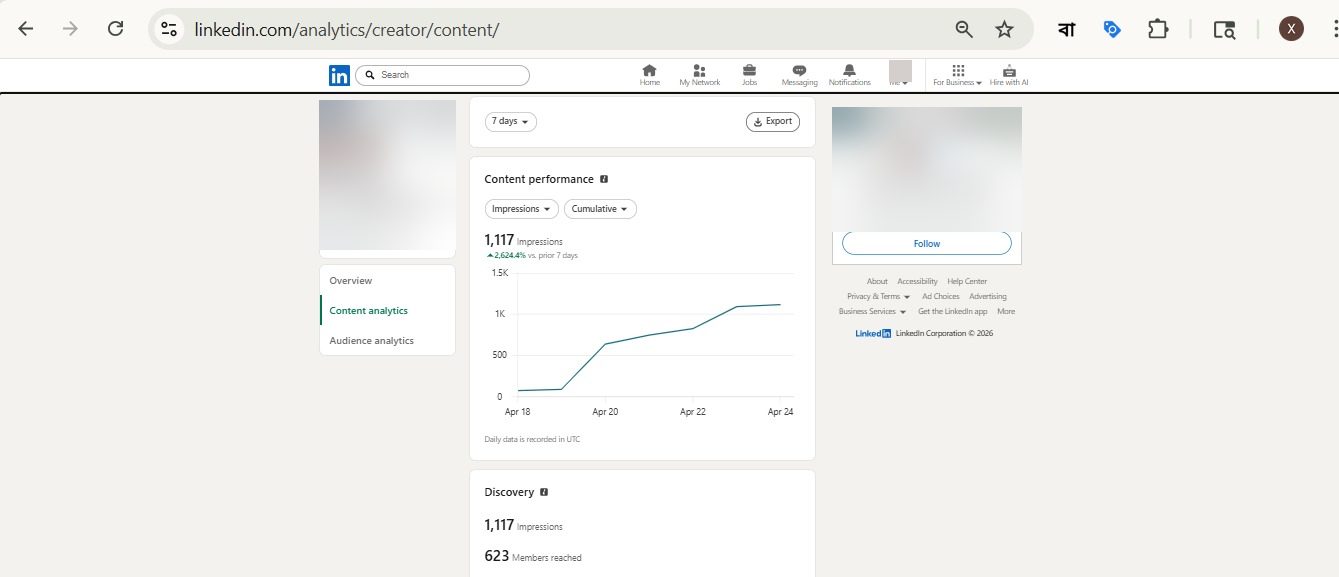 linkedin.com/analytics/creator/content/
বা
X
in
Search
Home
My Network
Jobs
Messaging
Notifications
Me
For Business
Hire with AI
7 days
Export
Content performance
Impressions
Cumulative
1,117 Impressions
2,624.4% vs. prior 7 days
1.5K
1K
500
0
Apr 18
Apr 20
Apr 22
Apr 24
Daily data is recorded in UTC
Discovery
1,117 Impressions
623 Members reached
Overview
Content analytics
Audience analytics
Follow
About Accessibility Help Center
Privacy & Terms Ad Choices Advertising
Business Services Get the LinkedIn app More
LinkedIn LinkedIn Corporation © 2026